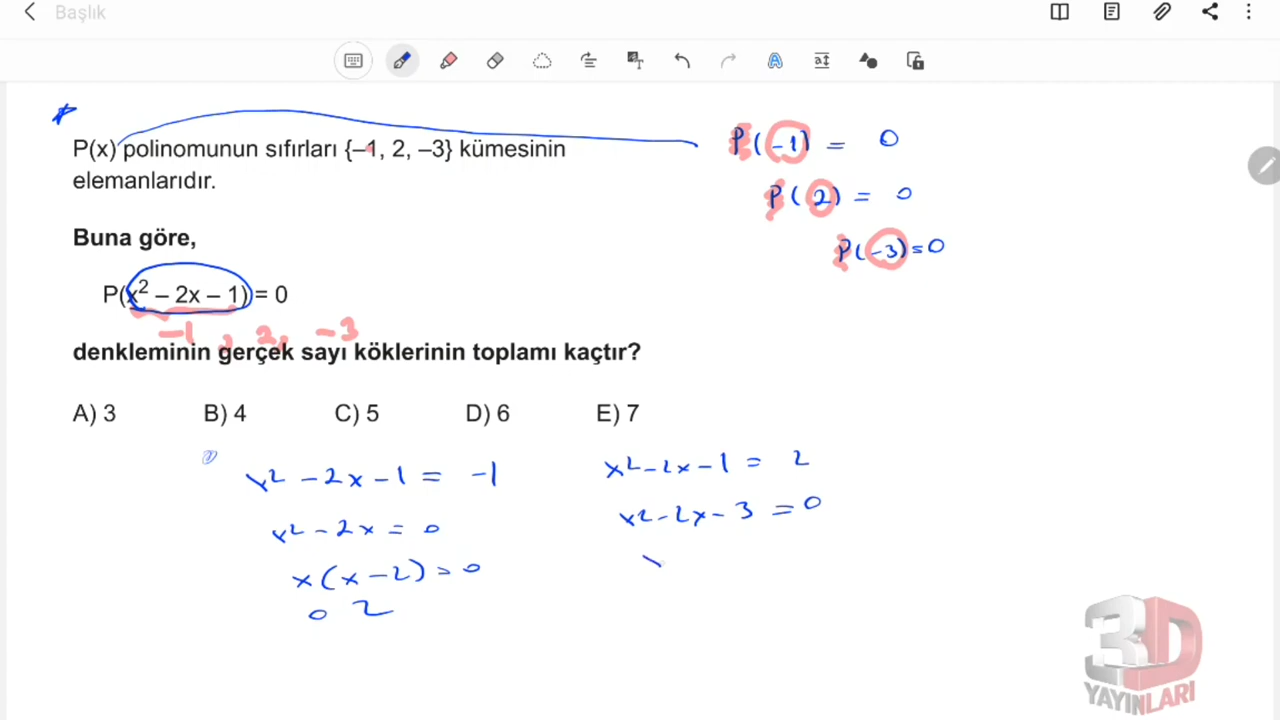 Başlık
P(x) polinomunun sıfırları {–1, 2, –3} kümesinin
elemanlarıdır.
Buna göre,
P(x² – 2x – 1) = 0
–1, 2, –3
denkleminin gerçek sayı köklerinin toplamı kaçtır?
A) 3 B) 4 C) 5 D) 6 E) 7
P(-1) = 0
P(2) = 0
P(-3)=0
x² - 2x - 1 = -1
x² - 2x = 0
x(x-2) = 0
0 2
x² - 2x - 1 = 2
x² - 2x - 3 = 0
3D
YAYINLARI